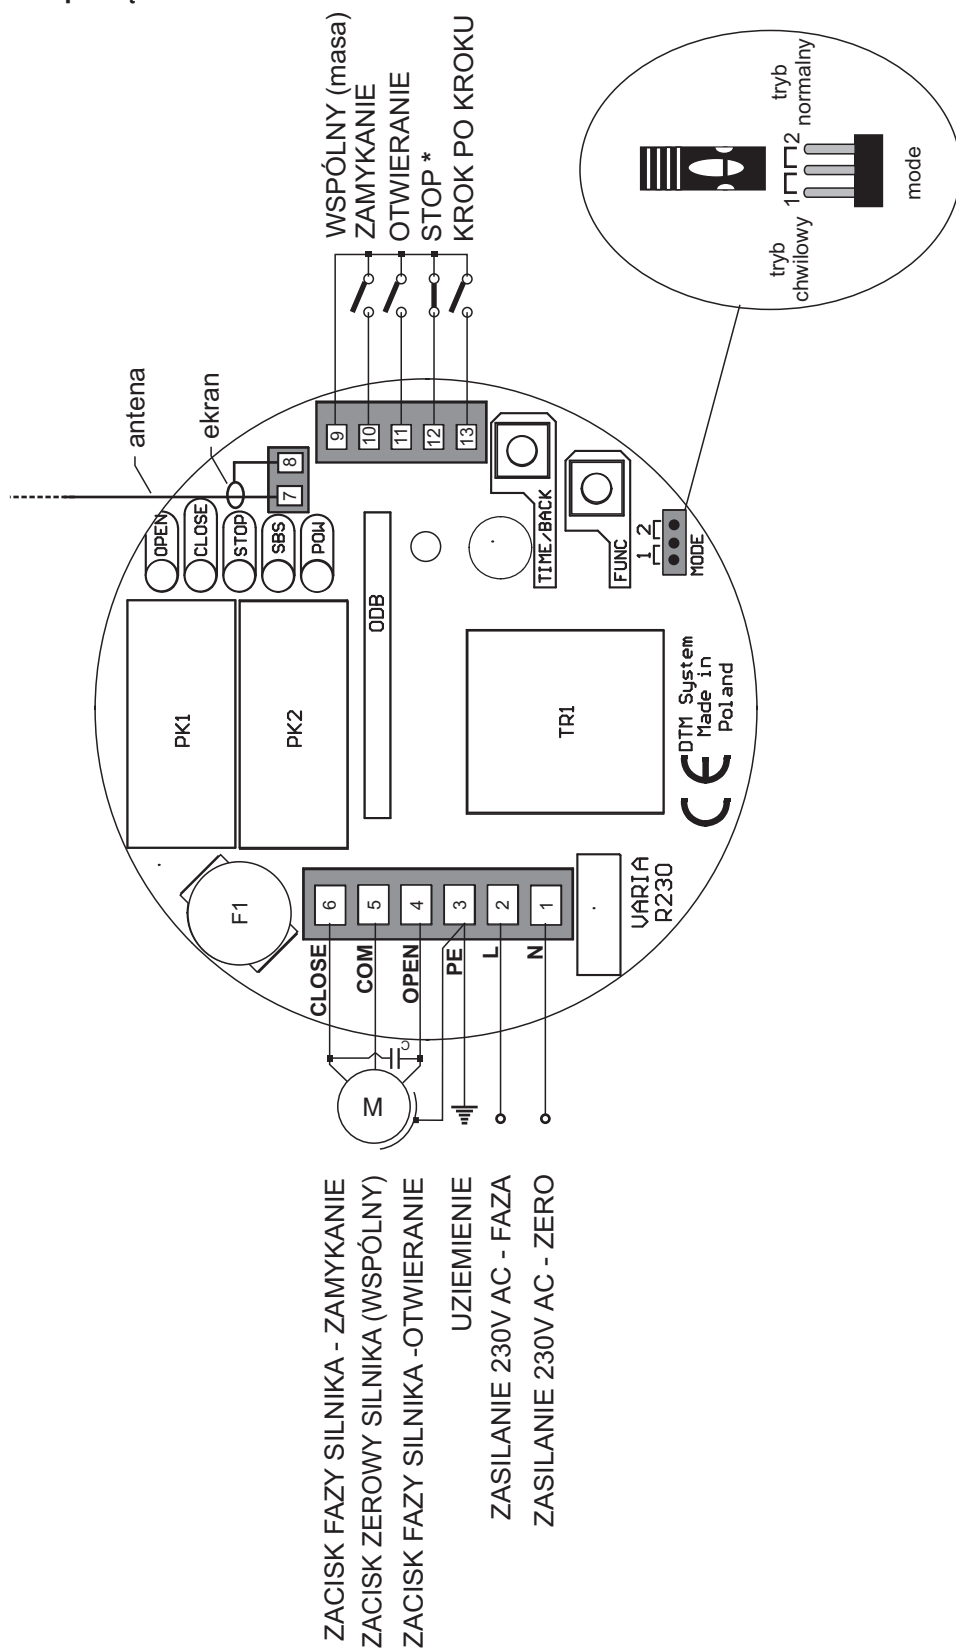 ZACISK FAZY SILNIKA - ZAMYKANIE
ZACISK ZEROWY SILNIKA (WSPÓLNY)
ZACISK FAZY SILNIKA -OTWIERANIE
UZIEMIENIE
ZASILANIE 230V AC - FAZA
ZASILANIE 230V AC - ZERO
M
C
CLOSE
COM
OPEN
PE
L
N
6
5
4
3
2
1
F1
VARIA
R230
PK1
PK2
ODB
TR1
CE
DTM System
Made in
Poland
OPEN
CLOSE
STOP
SBS
POW
7
8
antena
ekran
TIME/BACK
FUNC
1 2
MODE
9
10
11
12
13
WSPÓLNY (masa)
ZAMYKANIE
OTWIERANIE
STOP *
KROK PO KROKU
tryb
chwilowy
1 2
tryb
normalny
mode